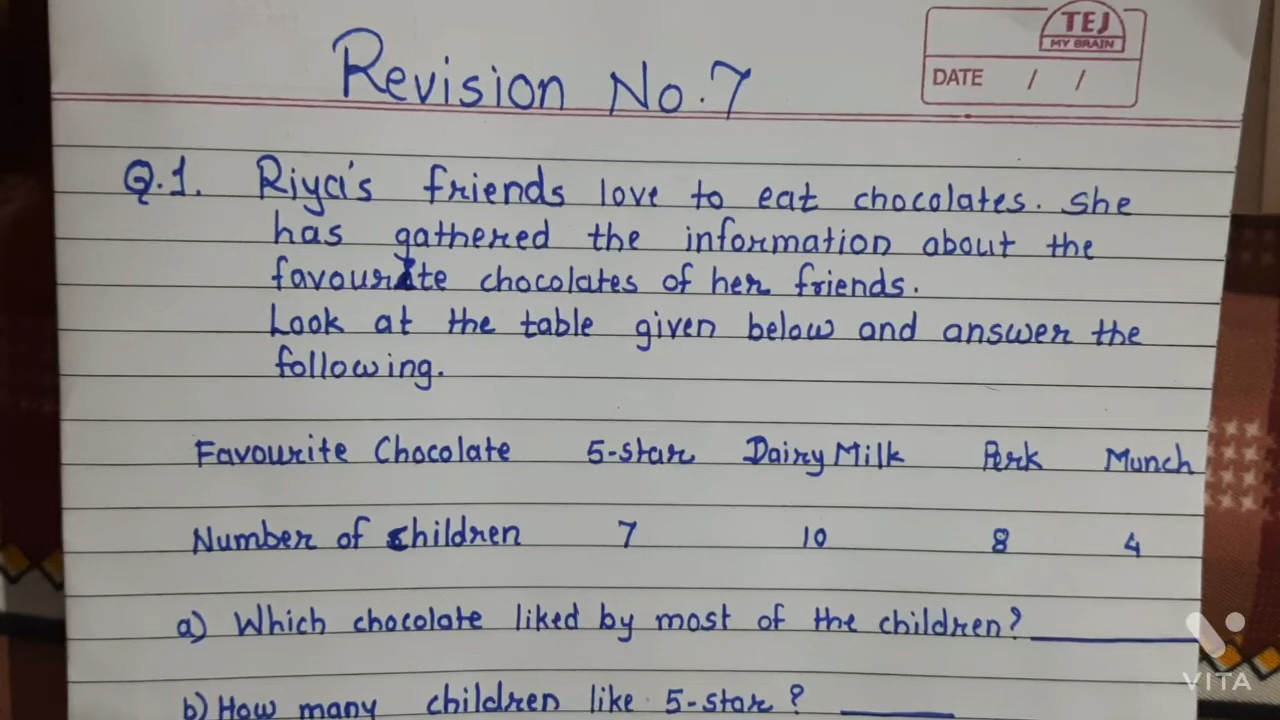 Revision No.7
TEJ
MY BRAIN
DATE / /
Q.1. Riya's friends love to eat chocolates. She
has gathered the information about the
favourite chocolates of her friends.
Look at the table given below and answer the
following.
Favourite Chocolate 5-star Dairy Milk Perk Munch
Number of children 7 10 8 4
a) Which chocolate liked by most of the children?
b) How many children like 5-star?
VITA